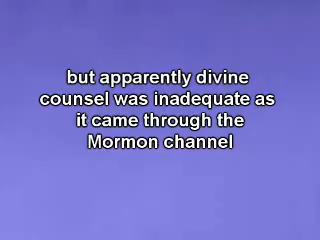 but apparently divine
counsel was inadequate as
it came through the
Mormon channel